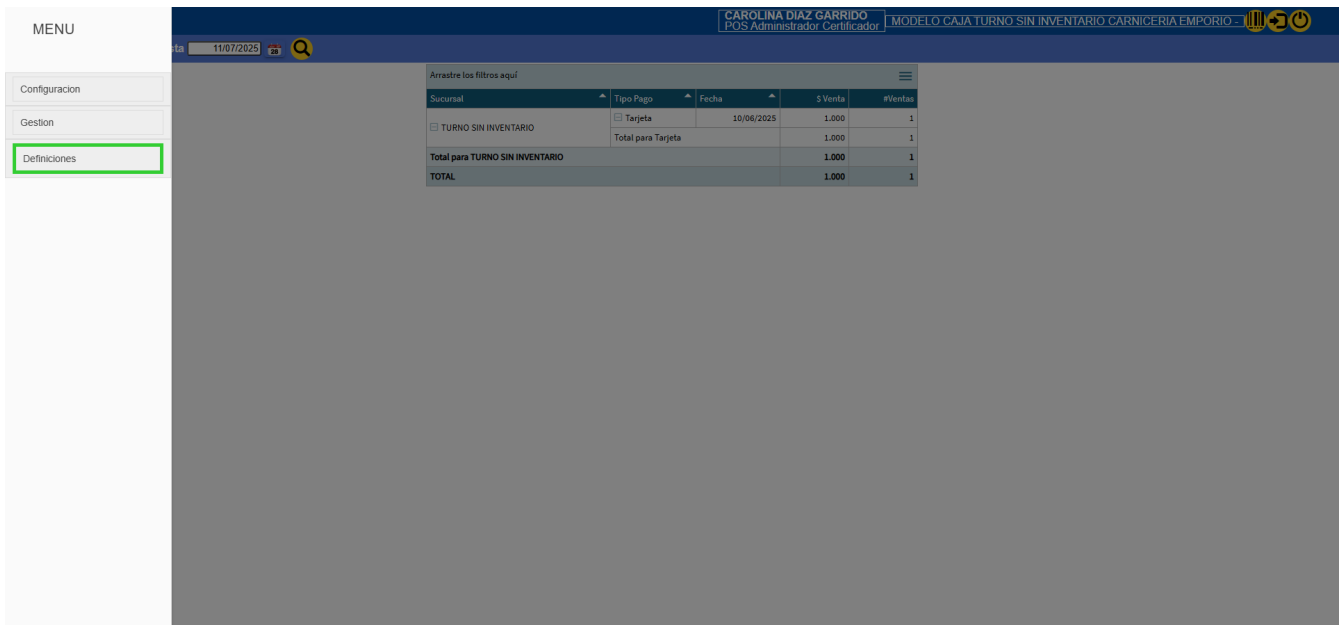 MENU
CAROLINA DIAZ GARRIDO
POS Administrador Certificador
MODELO CAJA TURNO SIN INVENTARIO CARNICERIA EMPORIO -
sta 11/07/2025 28
Configuracion
Gestion
Definiciones
Arrastre los filtros aquí
Sucursal Tipo Pago Fecha $ Venta #Ventas
TURNO SIN INVENTARIO Tarjeta 10/06/2025 1.000 1
Total para Tarjeta 1.000 1
Total para TURNO SIN INVENTARIO 1.000 1
TOTAL 1.000 1